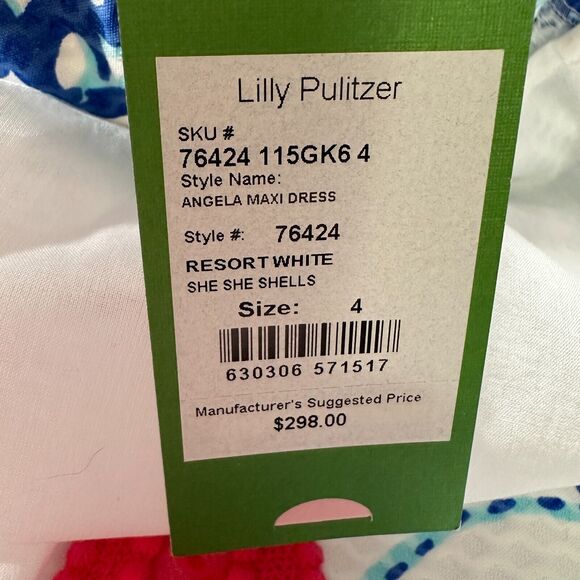 Lilly Pulitzer
SKU #
76424 115GK6 4
Style Name:
ANGELA MAXI DRESS
Style #: 76424
RESORT WHITE
SHE SHE SHELLS
Size: 4
630306 571517
Manufacturer's Suggested Price
$298.00